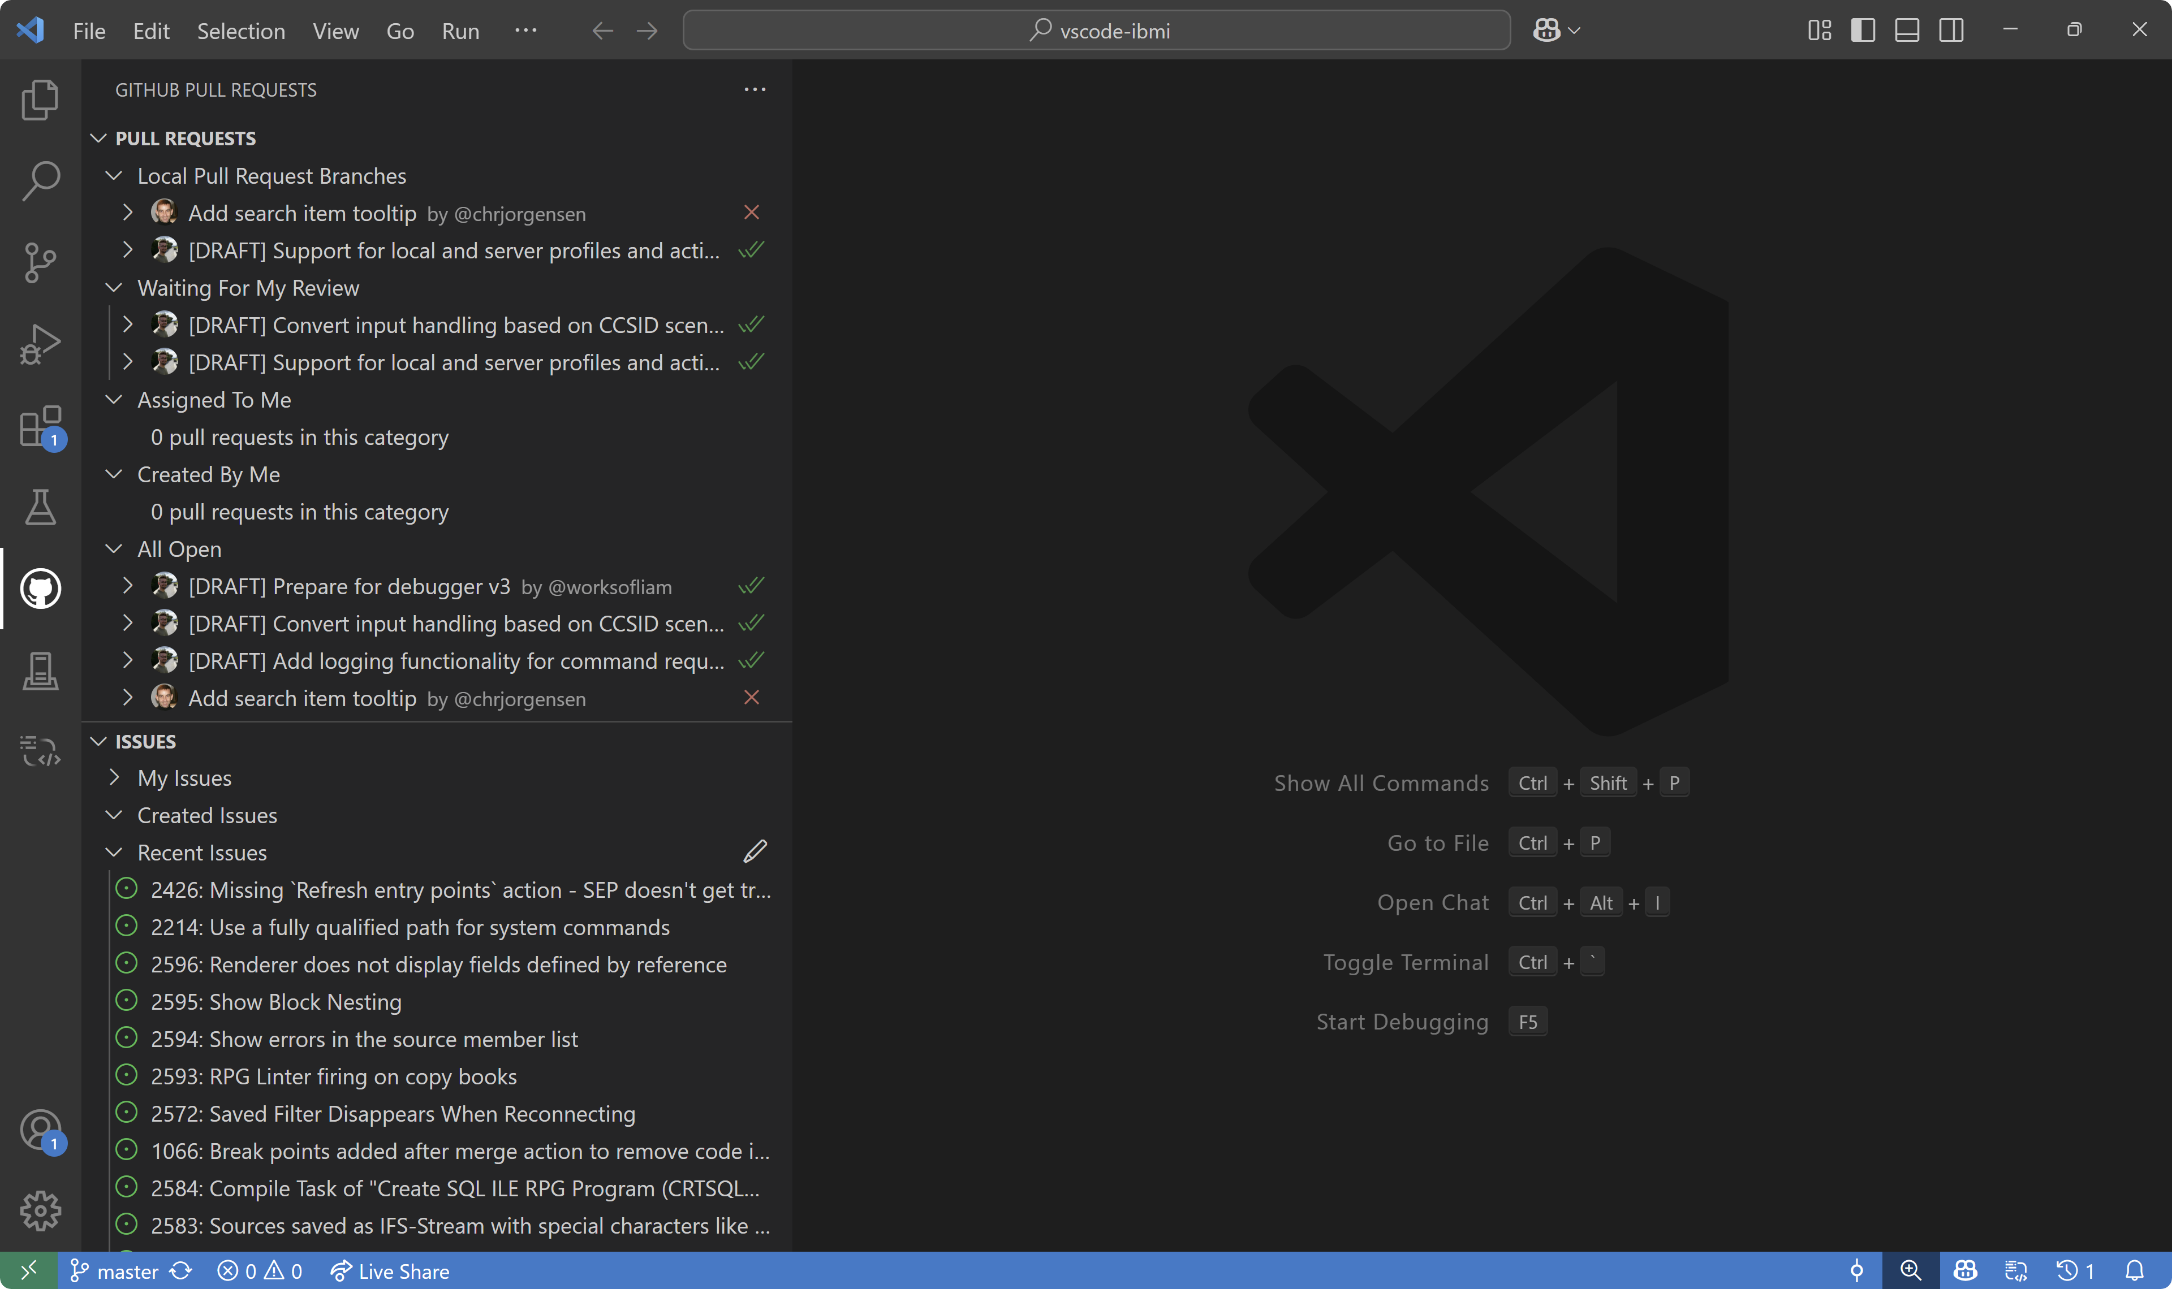 File Edit Selection View Go Run ··· vscode-ibmi
GITHUB PULL REQUESTS
PULL REQUESTS
Local Pull Request Branches
Add search item tooltip by @chrjorgensen
[DRAFT] Support for local and server profiles and acti...
Waiting For My Review
[DRAFT] Convert input handling based on CCSID scen...
[DRAFT] Support for local and server profiles and acti...
Assigned To Me
0 pull requests in this category
Created By Me
0 pull requests in this category
All Open
[DRAFT] Prepare for debugger v3 by @worksofliam
[DRAFT] Convert input handling based on CCSID scen...
[DRAFT] Add logging functionality for command requ...
Add search item tooltip by @chrjorgensen
ISSUES
My Issues
Created Issues
Recent Issues
2426: Missing `Refresh entry points` action - SEP doesn't get tr...
2214: Use a fully qualified path for system commands
2596: Renderer does not display fields defined by reference
2595: Show Block Nesting
2594: Show errors in the source member list
2593: RPG Linter firing on copy books
2572: Saved Filter Disappears When Reconnecting
1066: Break points added after merge action to remove code i...
2584: Compile Task of "Create SQL ILE RPG Program (CRTSQL...
2583: Sources saved as IFS-Stream with special characters like ...
1
1
Show All Commands Ctrl + Shift + P
Go to File Ctrl + P
Open Chat Ctrl + Alt + I
Toggle Terminal Ctrl + `
Start Debugging F5
master 0 0 Live Share 1